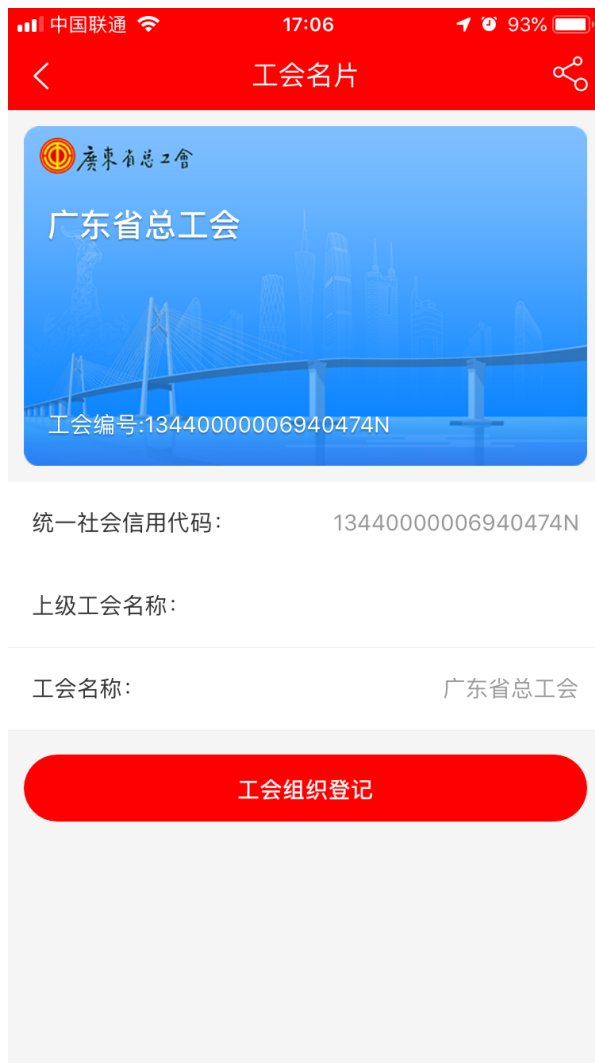 中国联通 17:06 93%
工会名片
廣東省总工會
广东省总工会
工会编号:13440000006940474N
统一社会信用代码: 13440000006940474N
上级工会名称:
工会名称: 广东省总工会
工会组织登记